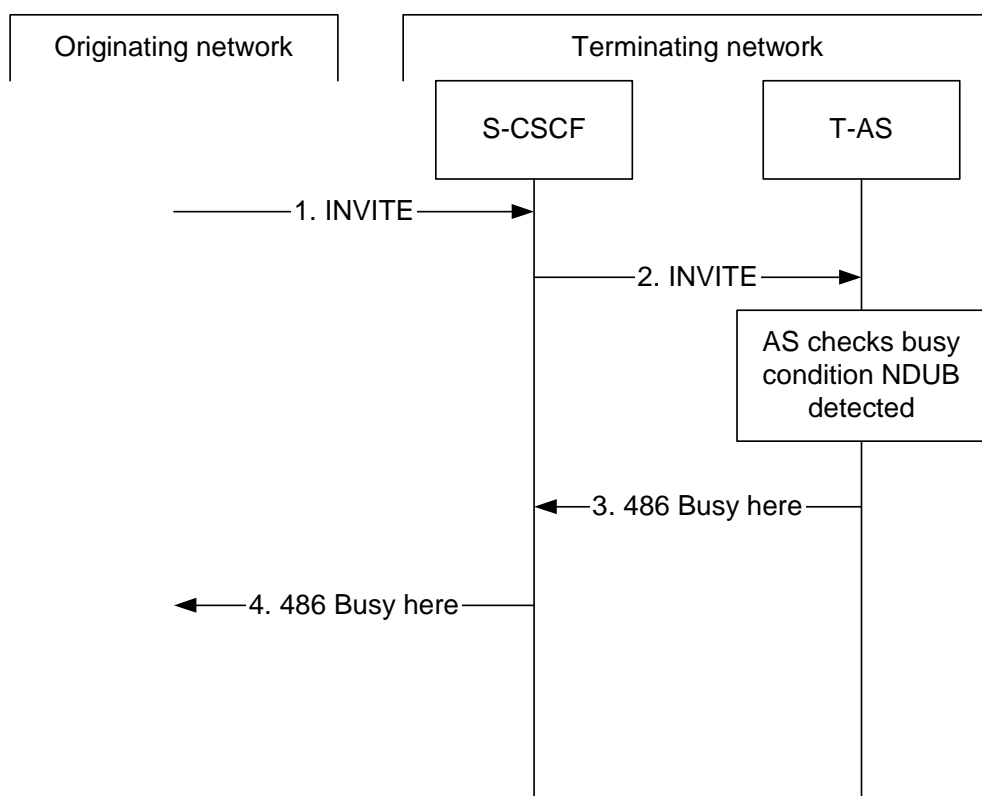 Originating network
Terminating network
S-CSCF
T-AS
1. INVITE
2. INVITE
AS checks busy
condition NDUB
detected
3. 486 Busy here
4. 486 Busy here